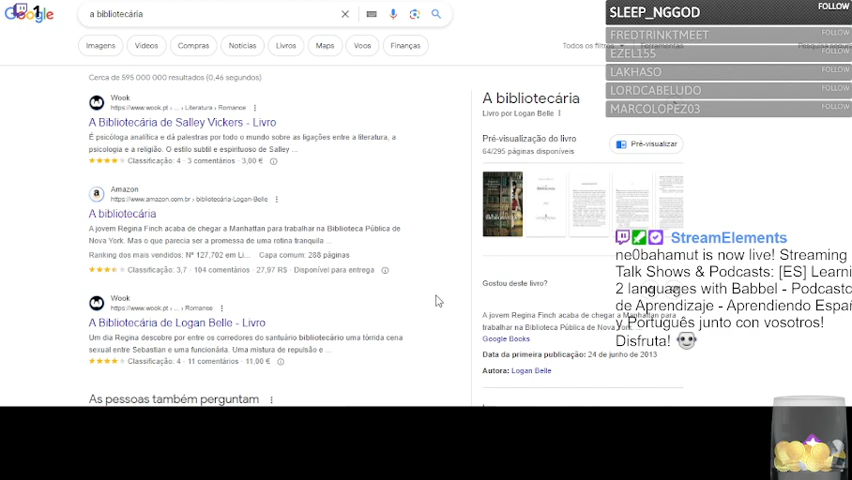 Google
a bibliotecária
Imagens
Vídeos
Compras
Notícias
Livros
Maps
Voos
Finanças
Todos os filtros
Ferramentas
Cerca de 595 000 000 resultados (0,46 segundos)
Wook
https://www.wook.pt › ... › Literatura › Romance
A Bibliotecária de Salley Vickers - Livro
É psicóloga analítica e dá palestras por todo o mundo sobre as ligações entre a literatura, a
psicologia e a religião. O estilo subtil e espirituoso de Salley ...
Classificação: 4 · 3 comentários · 3,00 €
Amazon
https://www.amazon.com.br › bibliotecária-Logan-Belle
A bibliotecária
A jovem Regina Finch acaba de chegar a Manhattan para trabalhar na Biblioteca Pública de
Nova York. Mas o que parecia ser a promessa de uma rotina tranquila ...
Ranking dos mais vendidos: Nº 127,702 em Li... Capa comum: 288 páginas
Classificação: 3,7 · 104 comentários · 27,97 R$ · Disponível para entrega
Wook
https://www.wook.pt › ... › Romance
A Bibliotecária de Logan Belle - Livro
Um dia Regina descobre por entre os corredores do santuário bibliotecário uma tórrida cena
sexual entre Sebastian e uma funcionária. Uma mistura de repulsão e ...
Classificação: 4 · 11 comentários · 11,00 €
As pessoas também perguntam
A bibliotecária
Livro por Logan Belle
Pré-visualização do livro
64/295 páginas disponíveis
Pré-visualizar
Gostou deste livro?
A jovem Regina Finch acaba de chegar a Manhattan para
trabalhar na Biblioteca Pública de Nova York...
Google Books
Data da primeira publicação: 24 de junho de 2013
Autora: Logan Belle
SLEEP_NGGOD FOLLOW
FREDTRINKTMEET FOLLOW
EZEL155 FOLLOW
LAKHASO FOLLOW
LORDCABELUDO FOLLOW
MARCOLOPEZ03 FOLLOW
StreamElements
ne0bahamut is now live! Streaming
Talk Shows & Podcasts: [ES] Learni
2 languages with Babbel - Podcasts
de Aprendizaje - Aprendiendo Espa
y Português junto con vosotros!
Disfruta!